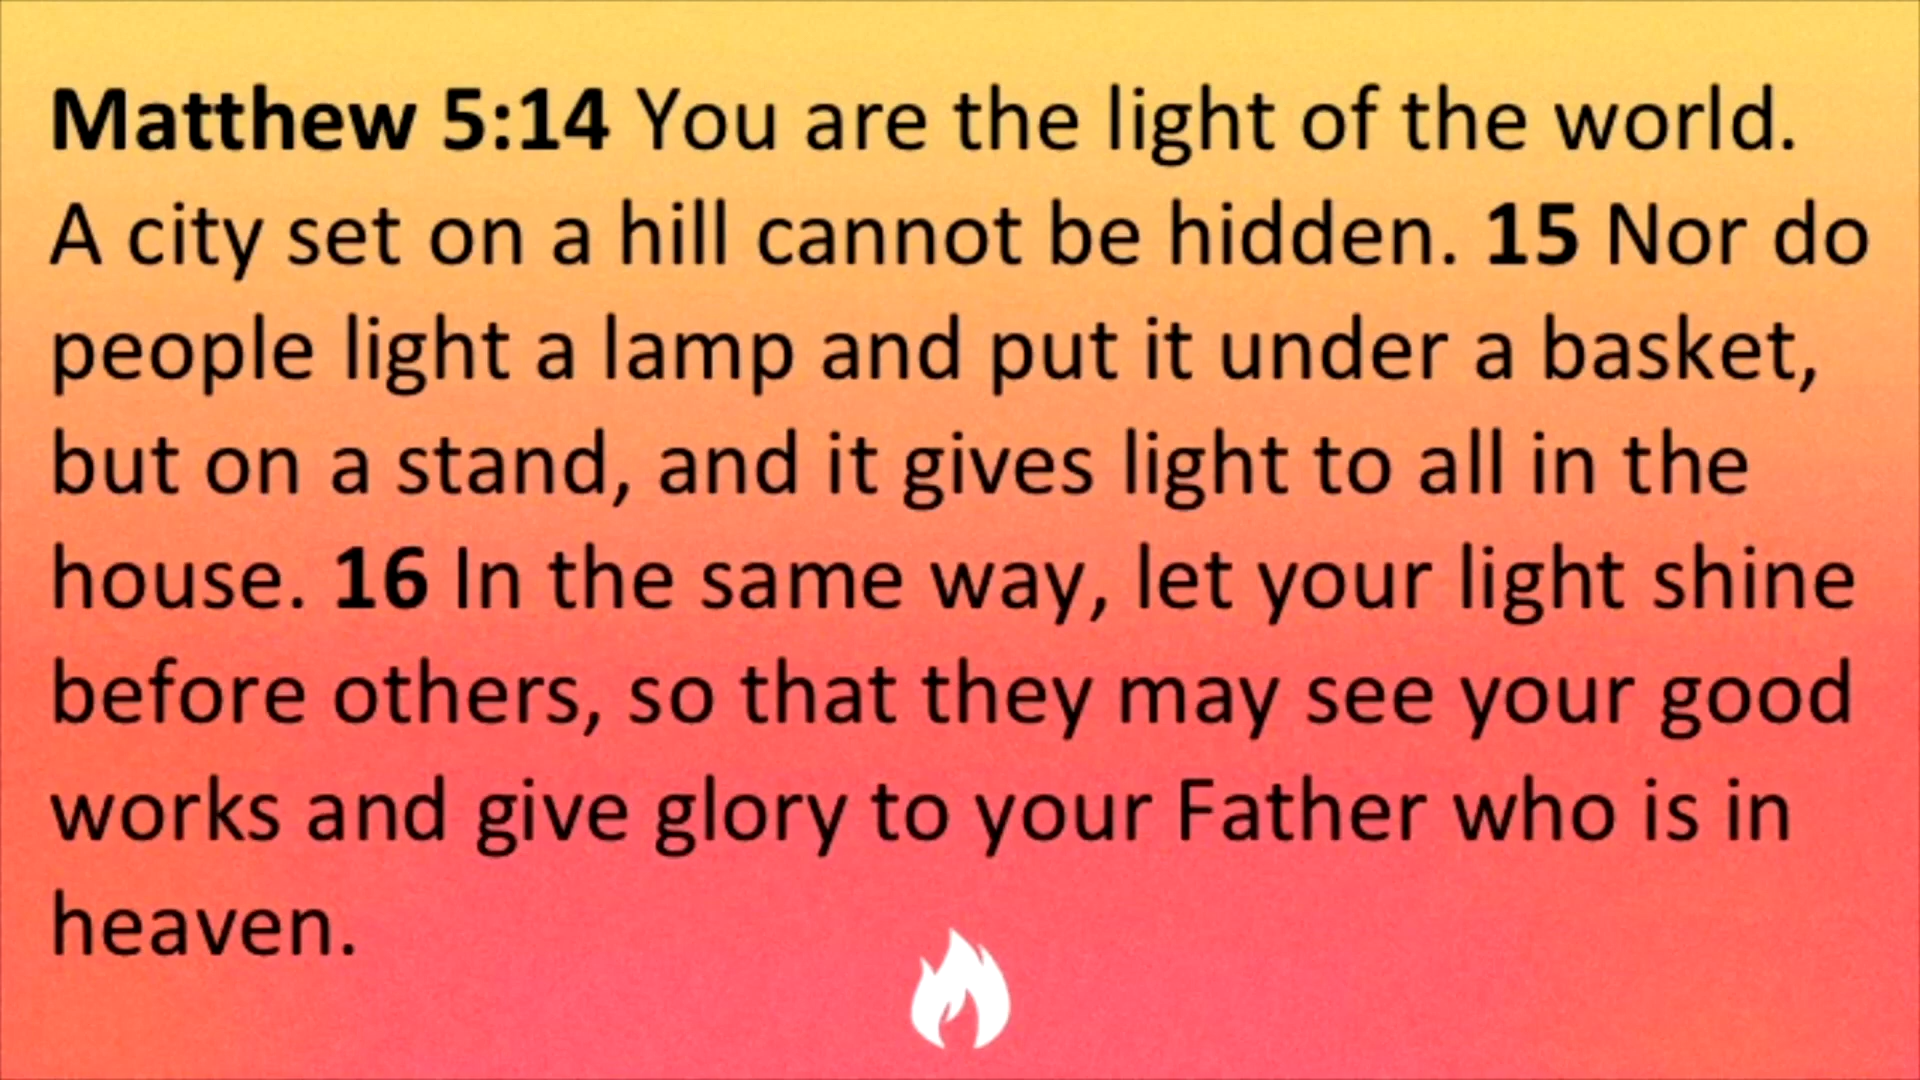 Matthew 5:14 You are the light of the world.
A city set on a hill cannot be hidden. 15 Nor do
people light a lamp and put it under a basket,
but on a stand, and it gives light to all in the
house. 16 In the same way, let your light shine
before others, so that they may see your good
works and give glory to your Father who is in
heaven.